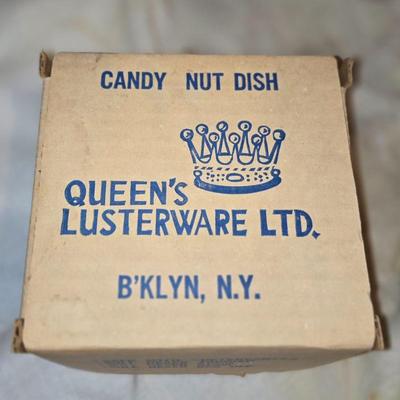 CANDY NUT DISH
QUEEN'S
LUSTERWARE LTD.
B'KLYN, N.Y.